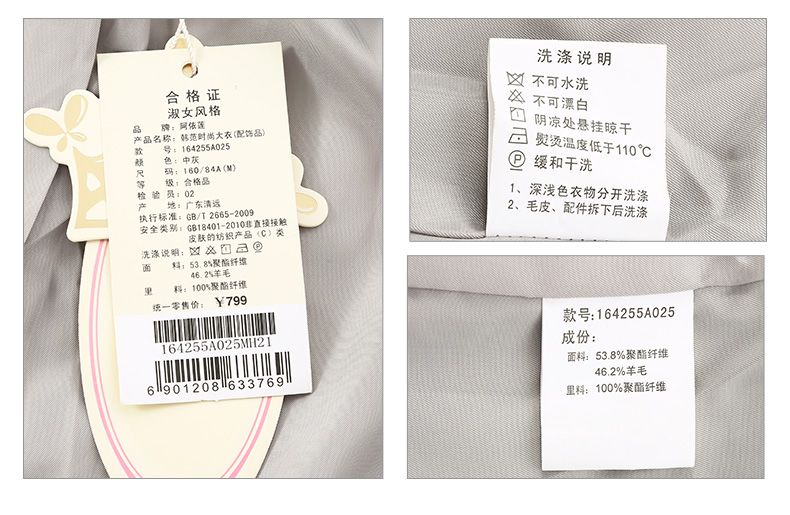 合格证
淑女风格
品 牌：阿依莲
产品名称：韩范时尚大衣(配饰品)
款 号：164255A025
颜 色：中灰
尺 码：160/84A(M)
等 级：合格品
检 验 员：02
产 地：广东清远
执行标准：GB/T 2665-2009
安全类别：GB18401-2010非直接接触
皮肤的纺织产品（C）类
洗涤说明：
面 料：53.8%聚酯纤维
46.2%羊毛
里 料：100%聚酯纤维
统一零售价：￥799
164255A025MH21
6 901208 633769
洗涤说明
不可水洗
不可漂白
阴凉处悬挂晾干
熨烫温度低于110℃
P 缓和干洗
1、深浅色衣物分开洗涤
2、毛皮、配件拆下后洗涤
款号:164255A025
成份:
面料:53.8%聚酯纤维
46.2%羊毛
里料:100%聚酯纤维